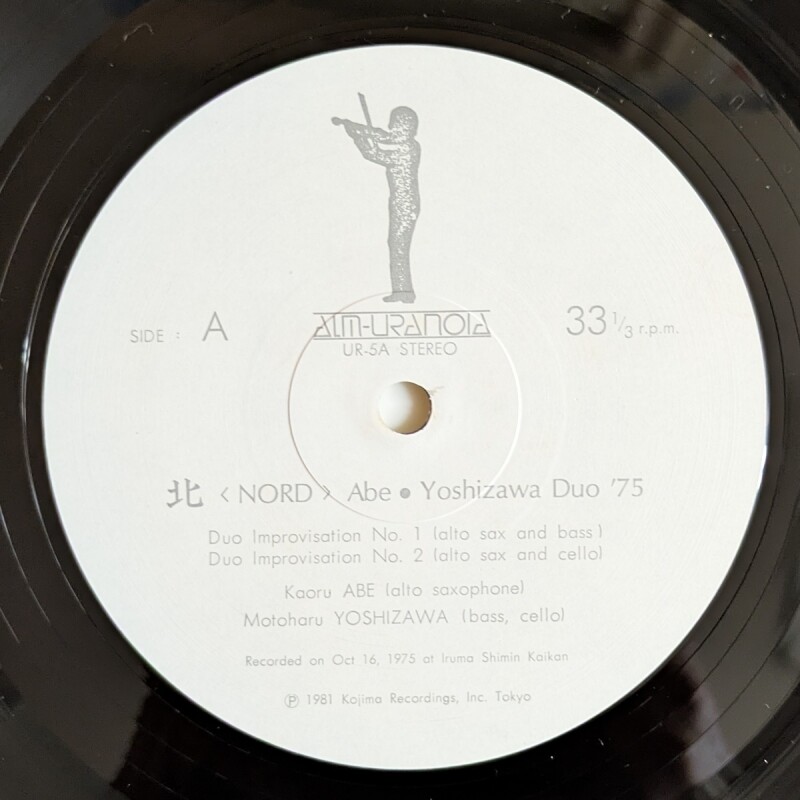 SIDE : A
ALM-URANOIA
UR-5A STEREO
33 1/3 r.p.m.
北 < NORD > Abe • Yoshizawa Duo '75
Duo Improvisation No. 1 (alto sax and bass)
Duo Improvisation No. 2 (alto sax and cello)
Kaoru ABE (alto saxophone)
Motoharu YOSHIZAWA (bass, cello)
Recorded on Oct 16, 1975 at Iruma Shimin Kaikan
℗ 1981 Kojima Recordings, Inc. Tokyo